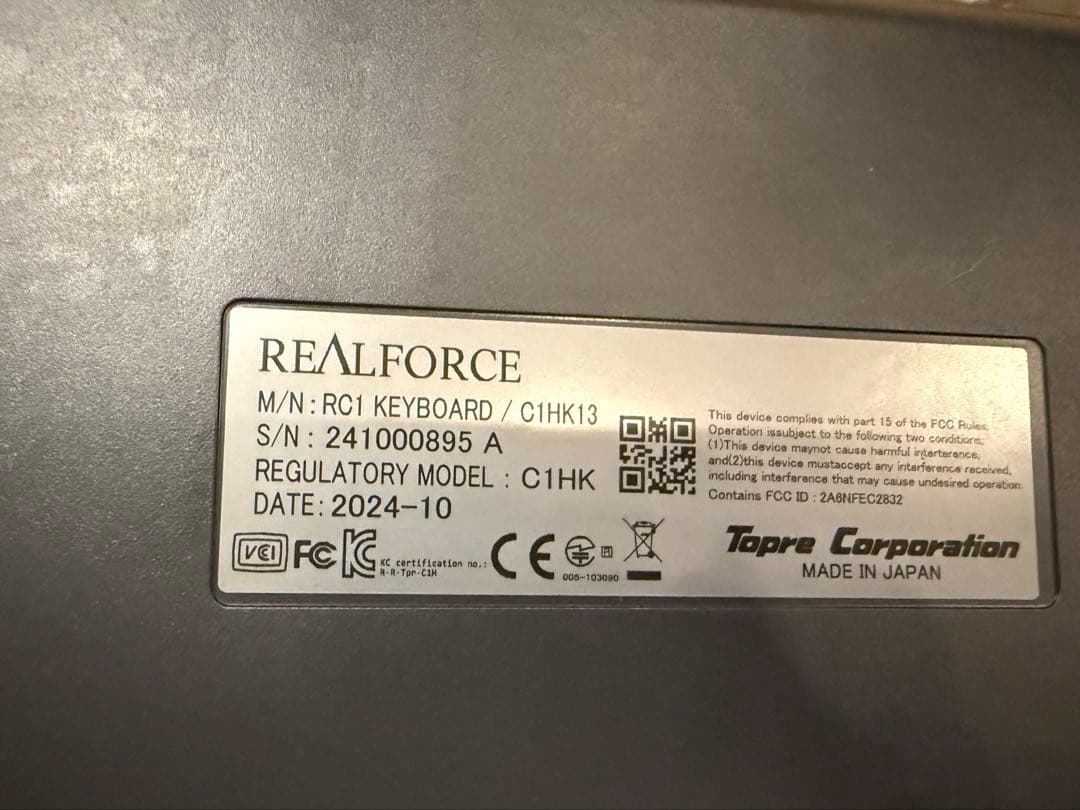 REALFORCE
M/N : RC1 KEYBOARD / C1HK13
S/N : 241000895 A
REGULATORY MODEL : C1HK
DATE : 2024-10
VCI
FC
KC
KC certification no.:
R-R-Tpr-C1H
CE
005-103090
This device complies with part 15 of the FCC Rules.
Operation issubject to the following two conditions,
(1)This device maynot cause harmful interference,
and(2)this device mustaccept any interference received,
including interference that may cause undesired operation.
Contains FCC ID : 2A6NFEC2832
Topre Corporation
MADE IN JAPAN